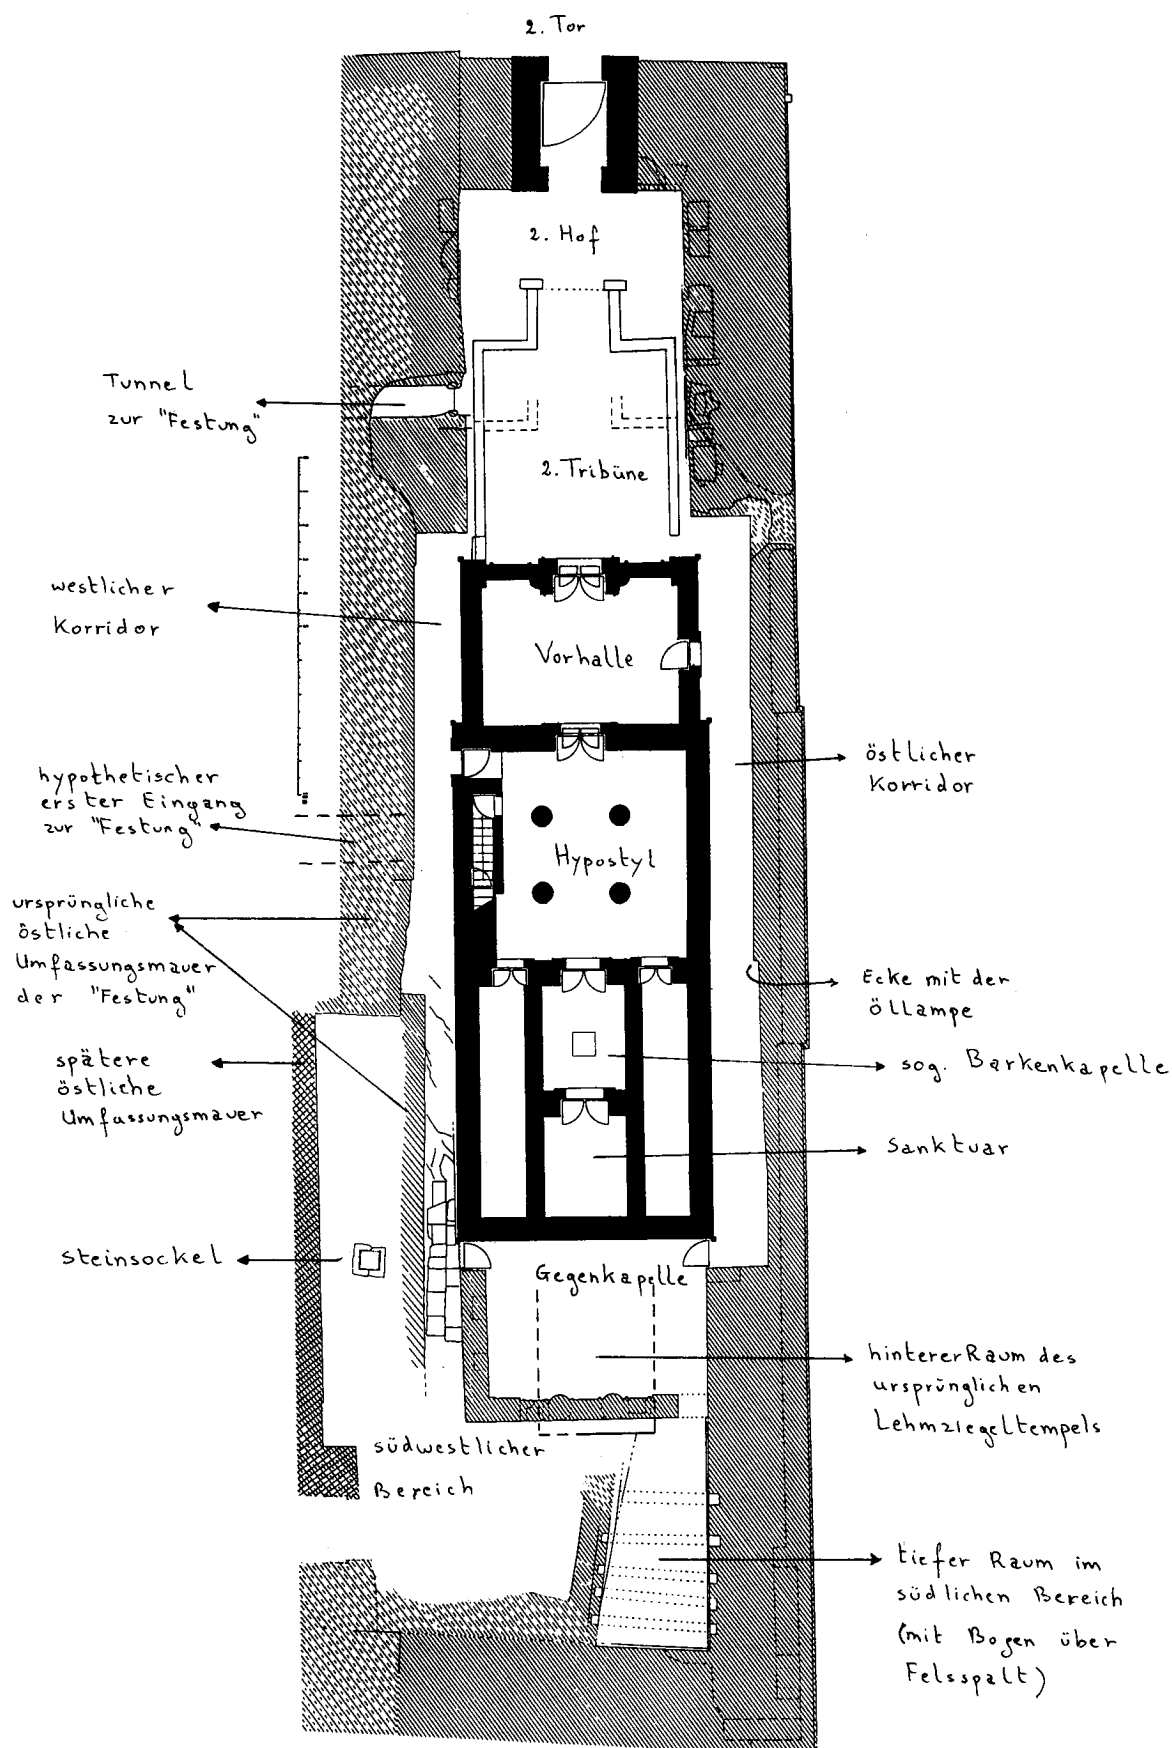 2. Tor
2. Hof
Tunnel
zur "Festung"
2. Tribüne
westlicher
Korridor
Vorhalle
östlicher
Korridor
hypothetischer
erster Eingang
zur "Festung"
Hypostyl
ursprüngliche
östliche
Umfassungsmauer
der "Festung"
Ecke mit der
öllampe
spätere
östliche
Umfassungsmauer
sog. Barkenkapelle
Sanktuar
steinsockel
Gegenkapelle
hinterer Raum des
ursprünglichen
Lehmziegeltempels
südwestlicher
Bereich
tiefer Raum im
südlichen Bereich
(mit Bogen über
Felsspalt)